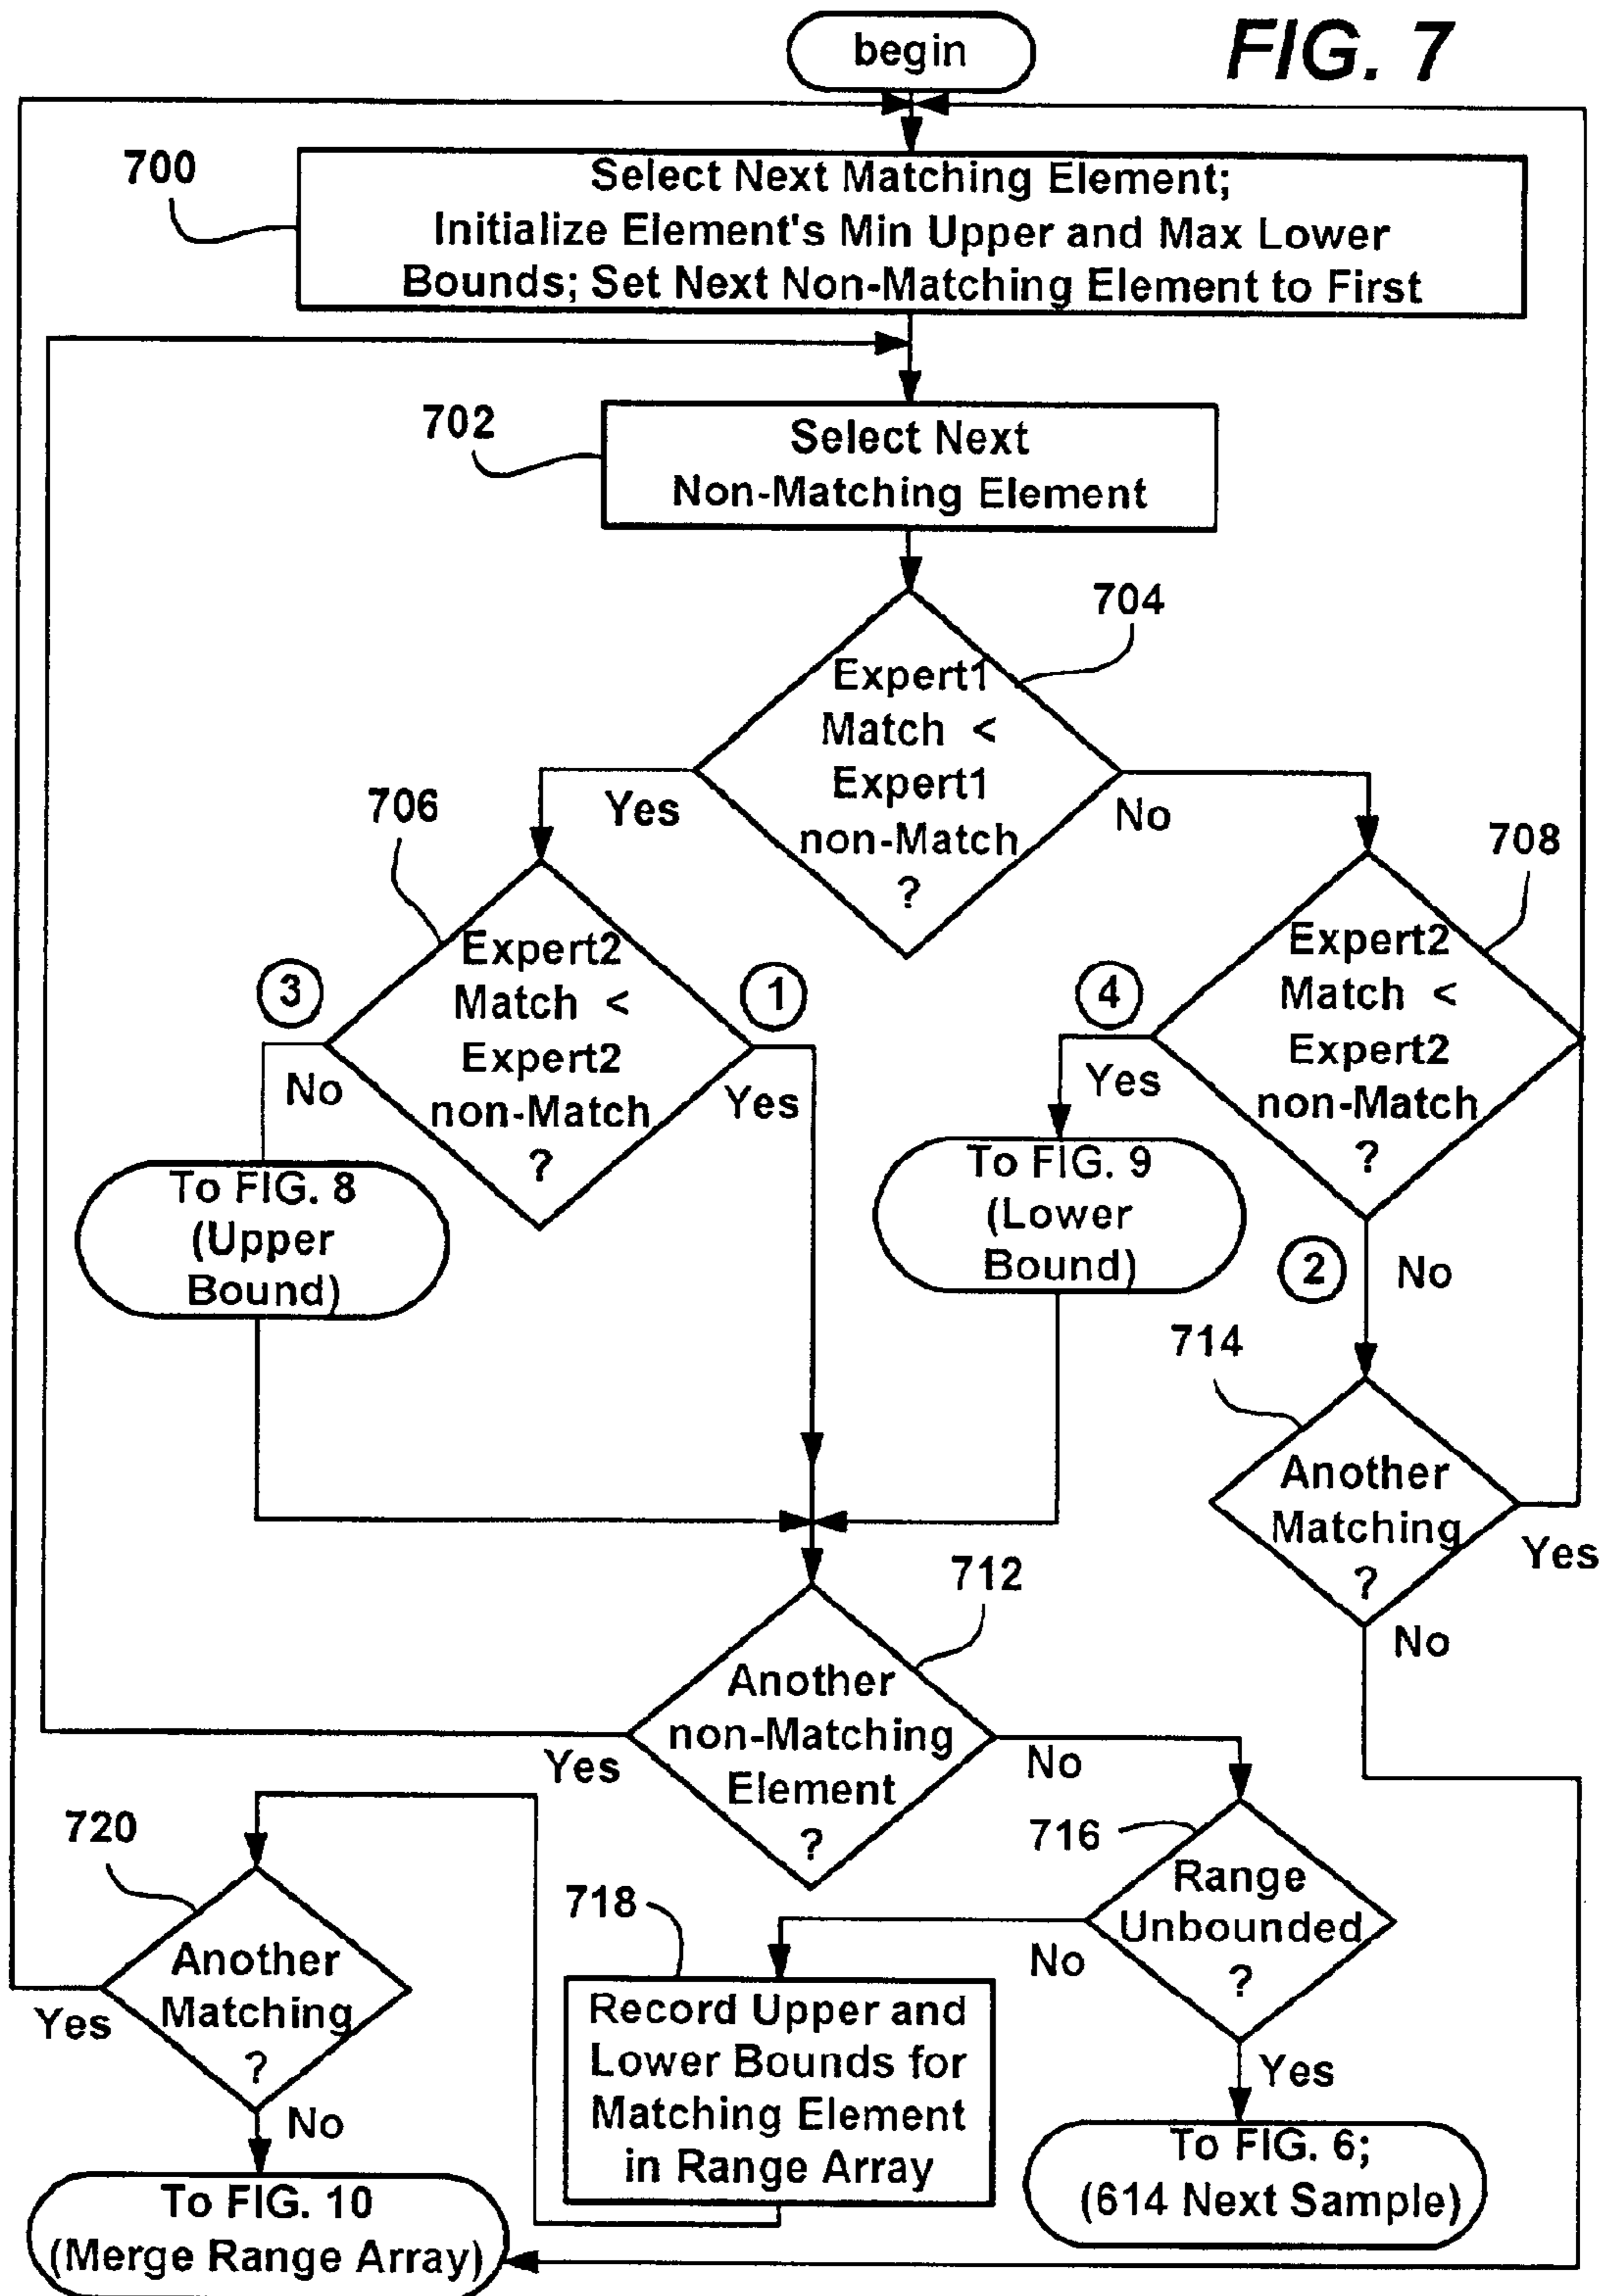 begin
FIG. 7
700
Select Next Matching Element;
Initialize Element's Min Upper and Max Lower
Bounds; Set Next Non-Matching Element to First
702
Select Next
Non-Matching Element
704
Expert1
Match <
Expert1
non-Match
?
Yes
No
706
Expert2
Match <
Expert2
non-Match
?
3
No
1
Yes
708
Expert2
Match <
Expert2
non-Match
?
4
Yes
2
No
To FIG. 8
(Upper
Bound)
To FIG. 9
(Lower
Bound)
714
Another
Matching
?
Yes
No
712
Another
non-Matching
Element
?
Yes
No
716
Range
Unbounded
?
No
Yes
718
Record Upper and
Lower Bounds for
Matching Element
in Range Array
720
Another
Matching
?
Yes
No
To FIG. 6;
(614 Next Sample)
To FIG. 10
(Merge Range Array)